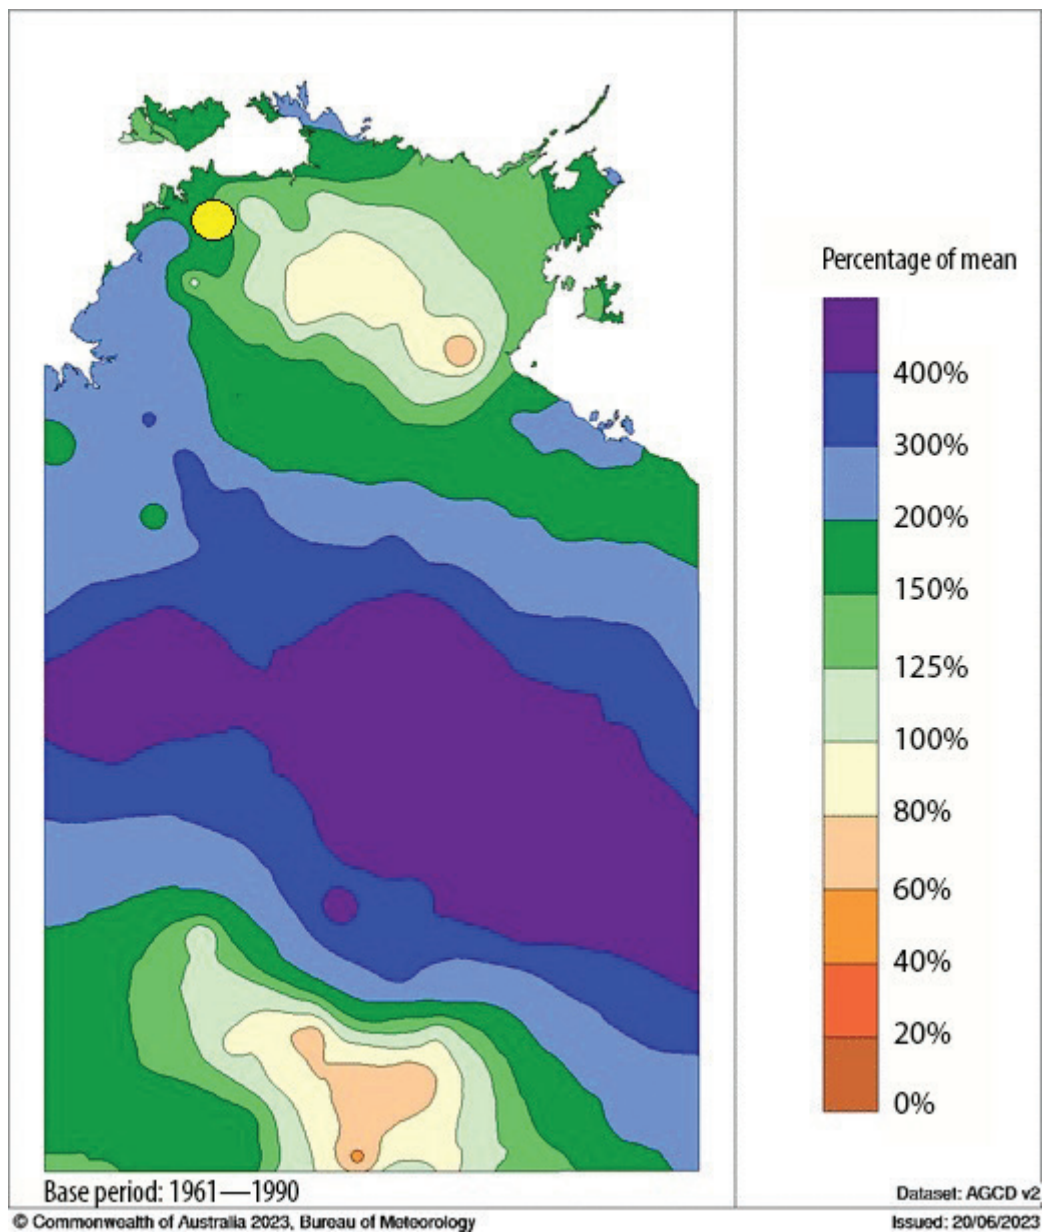 Percentage of mean
400%
300%
200%
150%
125%
100%
80%
60%
40%
20%
0%
Base period: 1961—1990
Dataset: AGCD v2
© Commonwealth of Australia 2023, Bureau of Meteorology
Issued: 20/06/2023